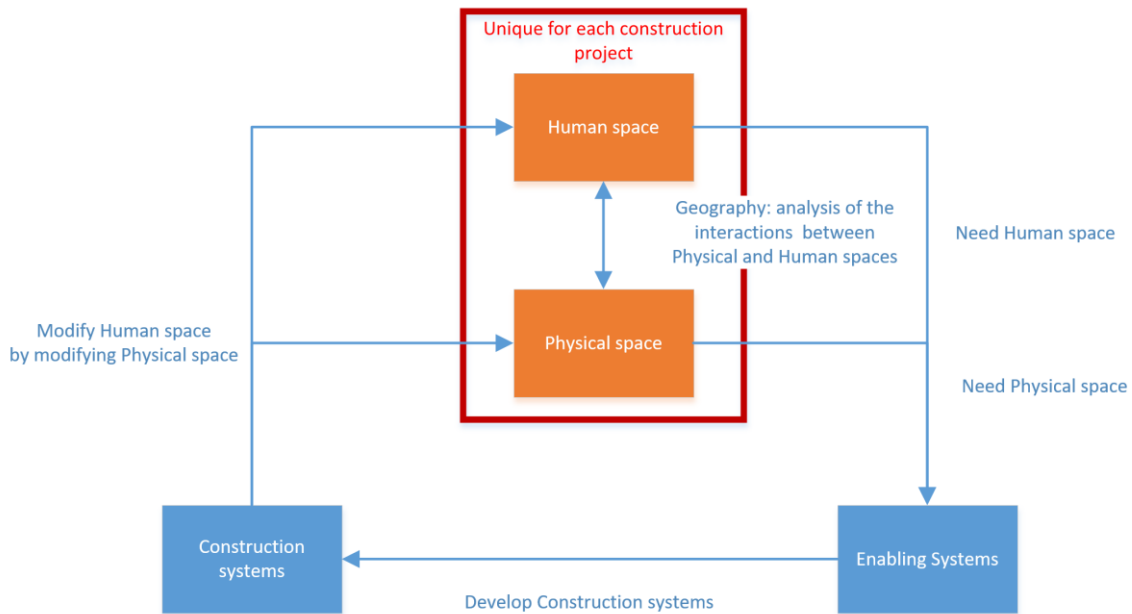 Unique for each construction
project
Human space
Geography: analysis of the
interactions between
Physical and Human spaces
Need Human space
Modify Human space
by modifying Physical space
Physical space
Need Physical space
Construction
systems
Enabling Systems
Develop Construction systems